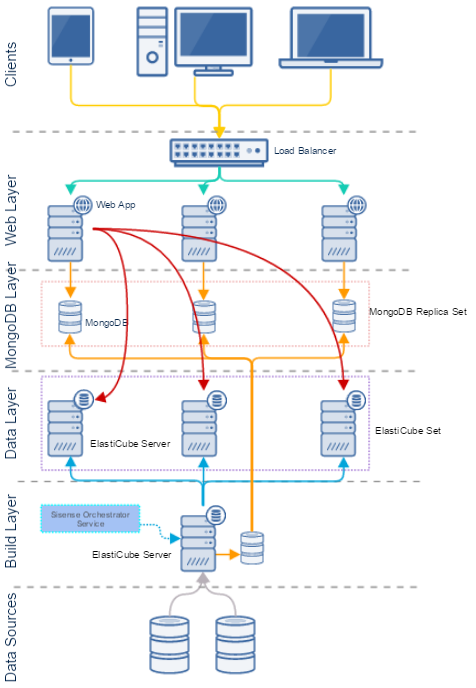 Clients
Load Balancer
Web Layer
Web App
MongoDB Layer
MongoDB
MongoDB Replica Set
Data Layer
ElastiCube Server
ElastiCube Set
Build Layer
Sisense Orchestrator
Service
ElastiCube Server
Data Sources